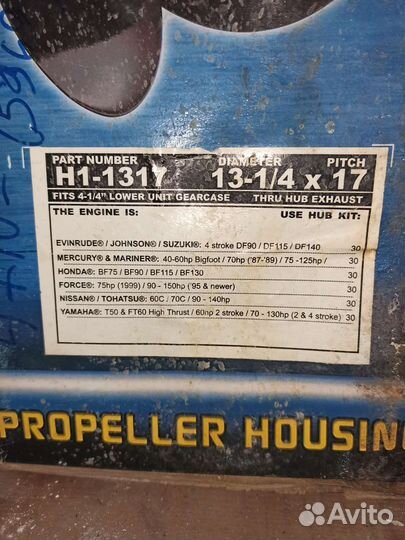 PART NUMBER DIAMETER PITCH
H1-1317 13-1/4 x 17
FITS 4-1/4" LOWER UNIT GEARCASE THRU HUB EXHAUST
THE ENGINE IS: USE HUB KIT:
EVINRUDE® / JOHNSON® / SUZUKI®: 4 stroke DF90 / DF115 / DF140 30
MERCURY® & MARINER®: 40-60hp Bigfoot / 70hp ('87-'89) / 75 -125hp / 30
HONDA®: BF75 / BF90 / BF115 / BF130 30
FORCE®: 75hp (1999) / 90 - 150hp ('95 & newer) 30
NISSAN® / TOHATSU®: 60C / 70C / 90 - 140hp 30
YAMAHA®: T50 & FT60 High Thrust / 60hp 2 stroke / 70 - 130hp (2 & 4 stroke) 30
PROPELLER HOUSING
Avito